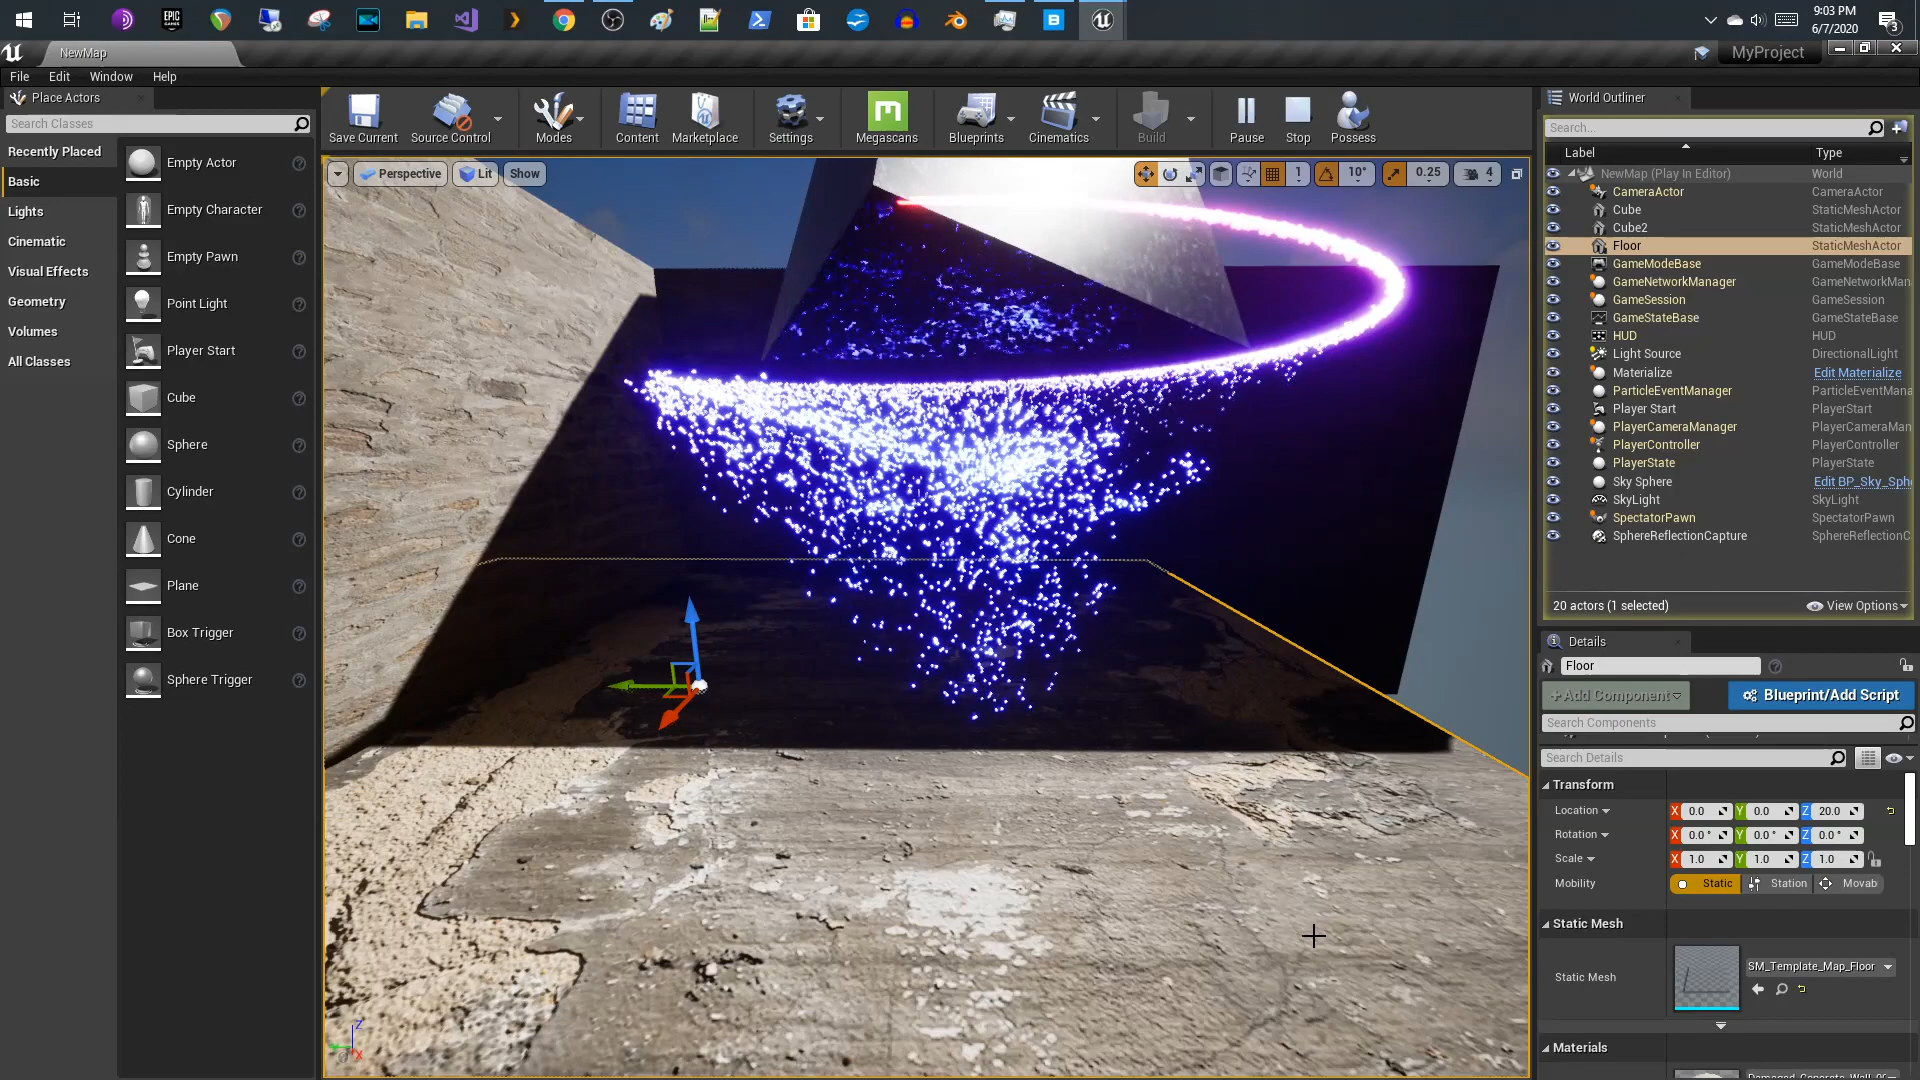 9:03 PM
6/7/2020
3
NewMap
MyProject
File Edit Window Help
Place Actors
Search Classes
Recently Placed
Basic
Lights
Cinematic
Visual Effects
Geometry
Volumes
All Classes
Empty Actor
Empty Character
Empty Pawn
Point Light
Player Start
Cube
Sphere
Cylinder
Cone
Plane
Box Trigger
Sphere Trigger
Save Current Source Control Modes Content Marketplace Settings Megascans Blueprints Cinematics Build Pause Stop Possess
Perspective Lit Show
1 10° 0.25 4
World Outliner
Search...
Label Type
NewMap (Play In Editor) World
CameraActor CameraActor
Cube StaticMeshActor
Cube2 StaticMeshActor
Floor StaticMeshActor
GameModeBase GameModeBase
GameNetworkManager GameNetworkMan
GameSession GameSession
GameStateBase GameStateBase
HUD HUD
Light Source DirectionalLight
Materialize Edit Materialize
ParticleEventManager ParticleEventMana
Player Start PlayerStart
PlayerCameraManager PlayerCameraMan
PlayerController PlayerController
PlayerState PlayerState
Sky Sphere Edit BP_Sky_Sph
SkyLight SkyLight
SpectatorPawn SpectatorPawn
SphereReflectionCapture SphereReflectionC
20 actors (1 selected) View Options
Details
Floor
+Add Component Blueprint/Add Script
Search Components
Search Details
Transform
Location X 0.0 Y 0.0 Z 20.0
Rotation X 0.0 ° Y 0.0 ° Z 0.0 °
Scale X 1.0 Y 1.0 Z 1.0
Mobility Static Station Movab
Static Mesh
Static Mesh SM_Template_Map_Floor
Materials
Z
X